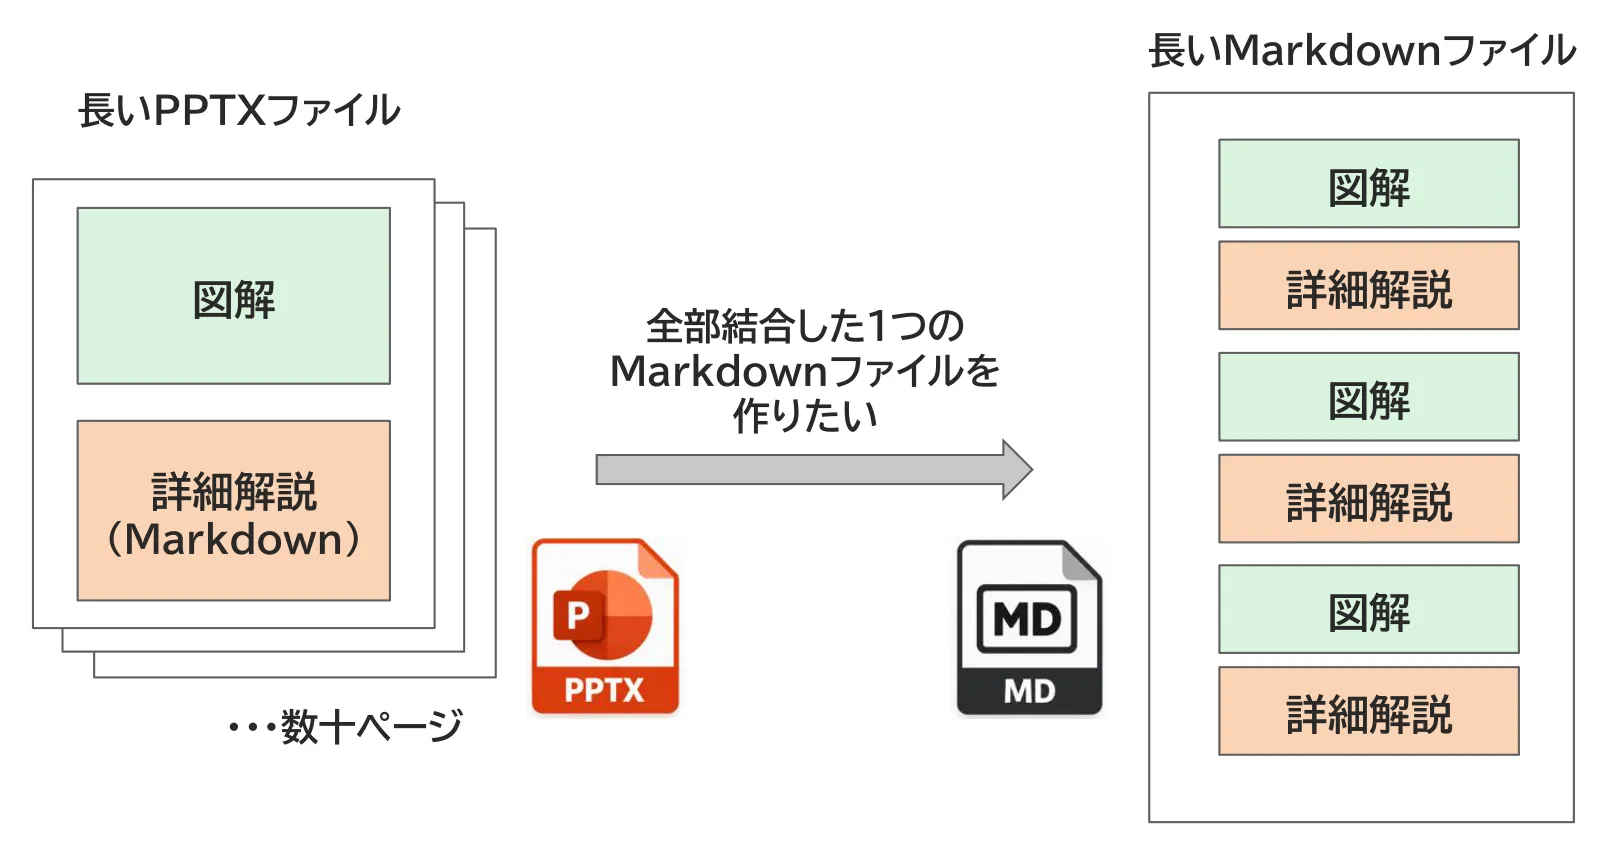 長いPPTXファイル
図解
詳細解説
（Markdown）
・・・数十ページ
全部結合した1つの
Markdownファイルを
作りたい
P
PPTX
MD
MD
長いMarkdownファイル
図解
詳細解説
図解
詳細解説
図解
詳細解説